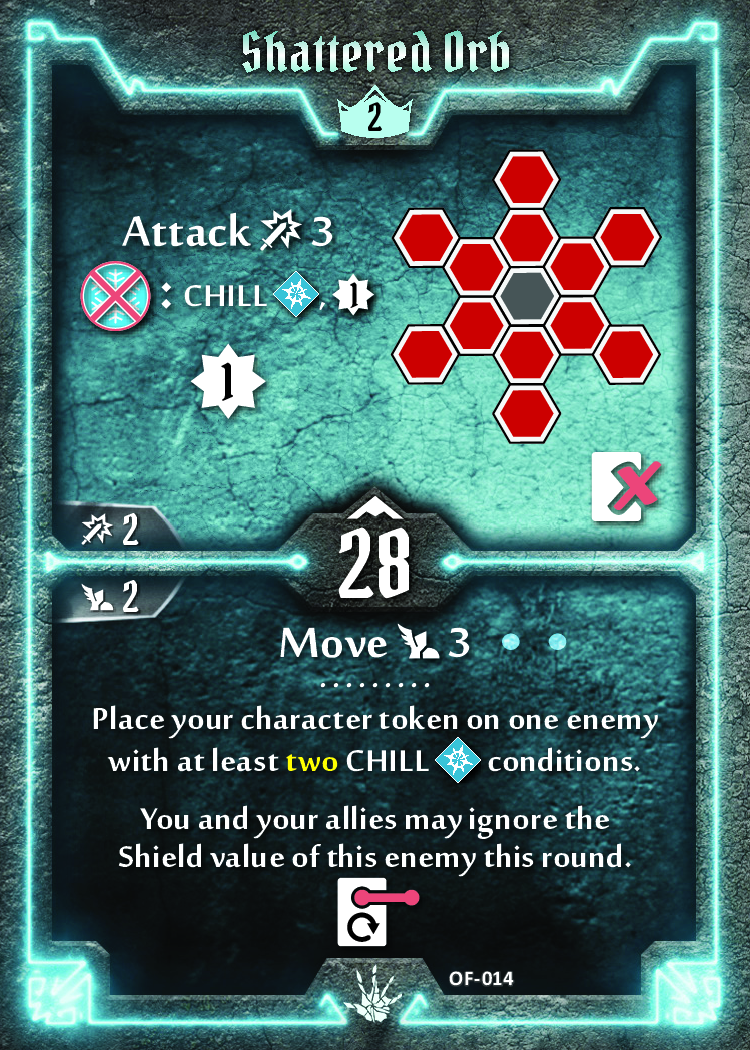 Shattered Orb
2
Attack 3
: CHILL , 1
1
2
28
2
Move 3
Place your character token on one enemy
with at least two CHILL conditions.
You and your allies may ignore the
Shield value of this enemy this round.
OF-014